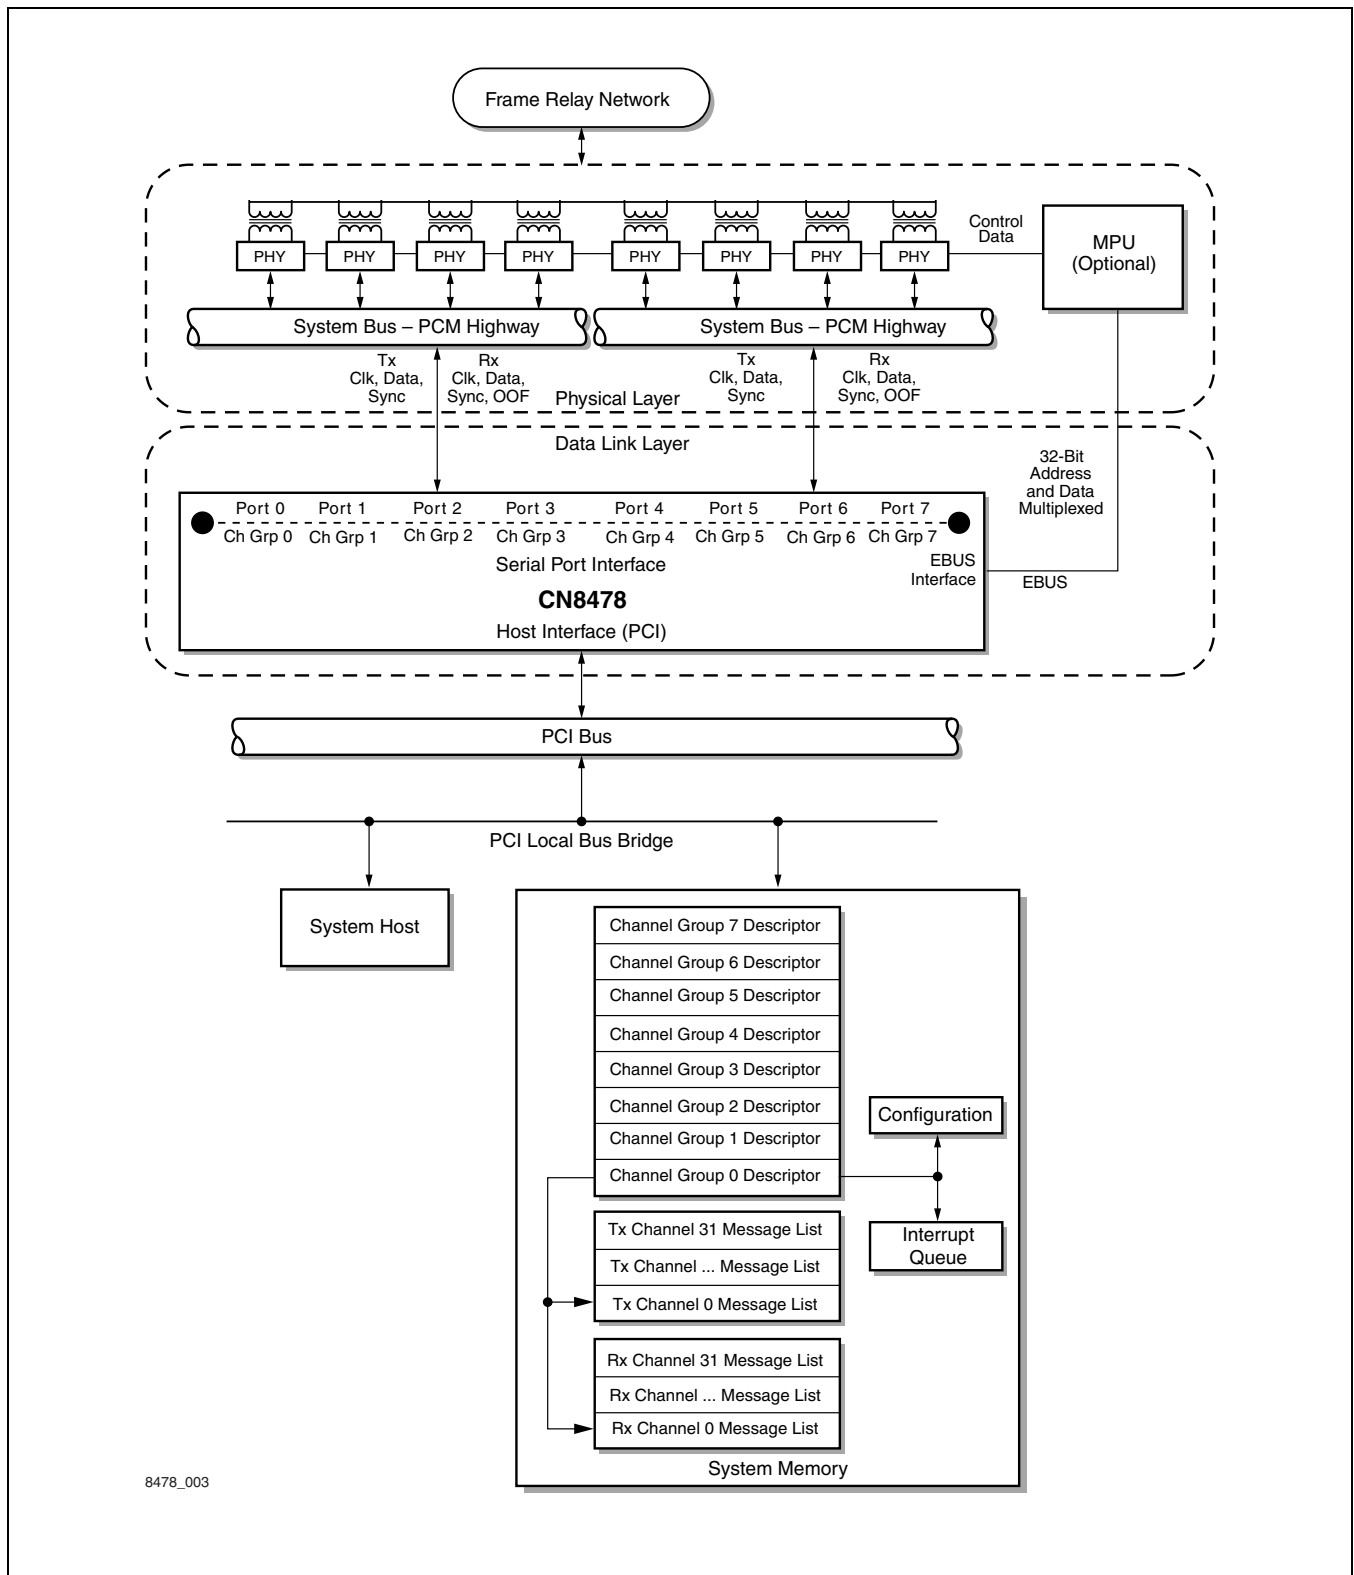 Frame Relay Network
PHY PHY PHY PHY PHY PHY PHY PHY
Control
Data
MPU
(Optional)
System Bus – PCM Highway
System Bus – PCM Highway
Tx
Clk, Data,
Sync
Rx
Clk, Data,
Sync, OOF
Tx
Clk, Data,
Sync
Rx
Clk, Data,
Sync, OOF
Physical Layer
Data Link Layer
32-Bit
Address
and Data
Multiplexed
Port 0 Port 1 Port 2 Port 3 Port 4 Port 5 Port 6 Port 7
Ch Grp 0 Ch Grp 1 Ch Grp 2 Ch Grp 3 Ch Grp 4 Ch Grp 5 Ch Grp 6 Ch Grp 7
Serial Port Interface
EBUS
Interface
EBUS
CN8478
Host Interface (PCI)
PCI Bus
PCI Local Bus Bridge
System Host
Channel Group 7 Descriptor
Channel Group 6 Descriptor
Channel Group 5 Descriptor
Channel Group 4 Descriptor
Channel Group 3 Descriptor
Channel Group 2 Descriptor
Channel Group 1 Descriptor
Channel Group 0 Descriptor
Configuration
Interrupt
Queue
Tx Channel 31 Message List
Tx Channel ... Message List
Tx Channel 0 Message List
Rx Channel 31 Message List
Rx Channel ... Message List
Rx Channel 0 Message List
System Memory
8478_003